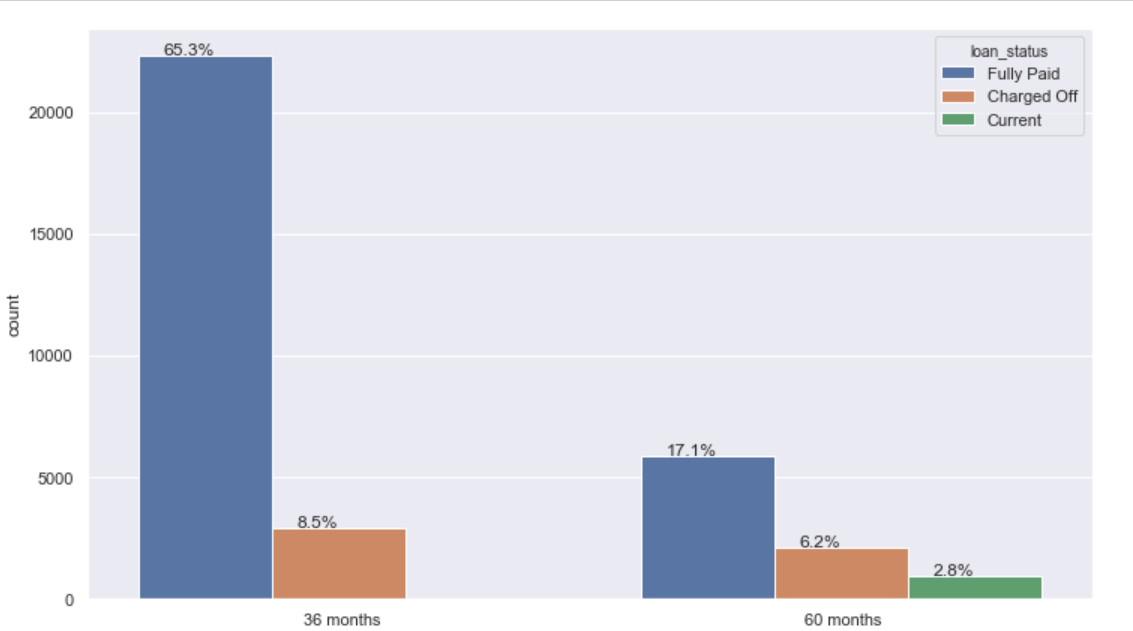 65.3%
loan_status
Fully Paid
Charged Off
Current
20000
15000
10000
5000
0
count
8.5%
17.1%
6.2%
2.8%
36 months
60 months